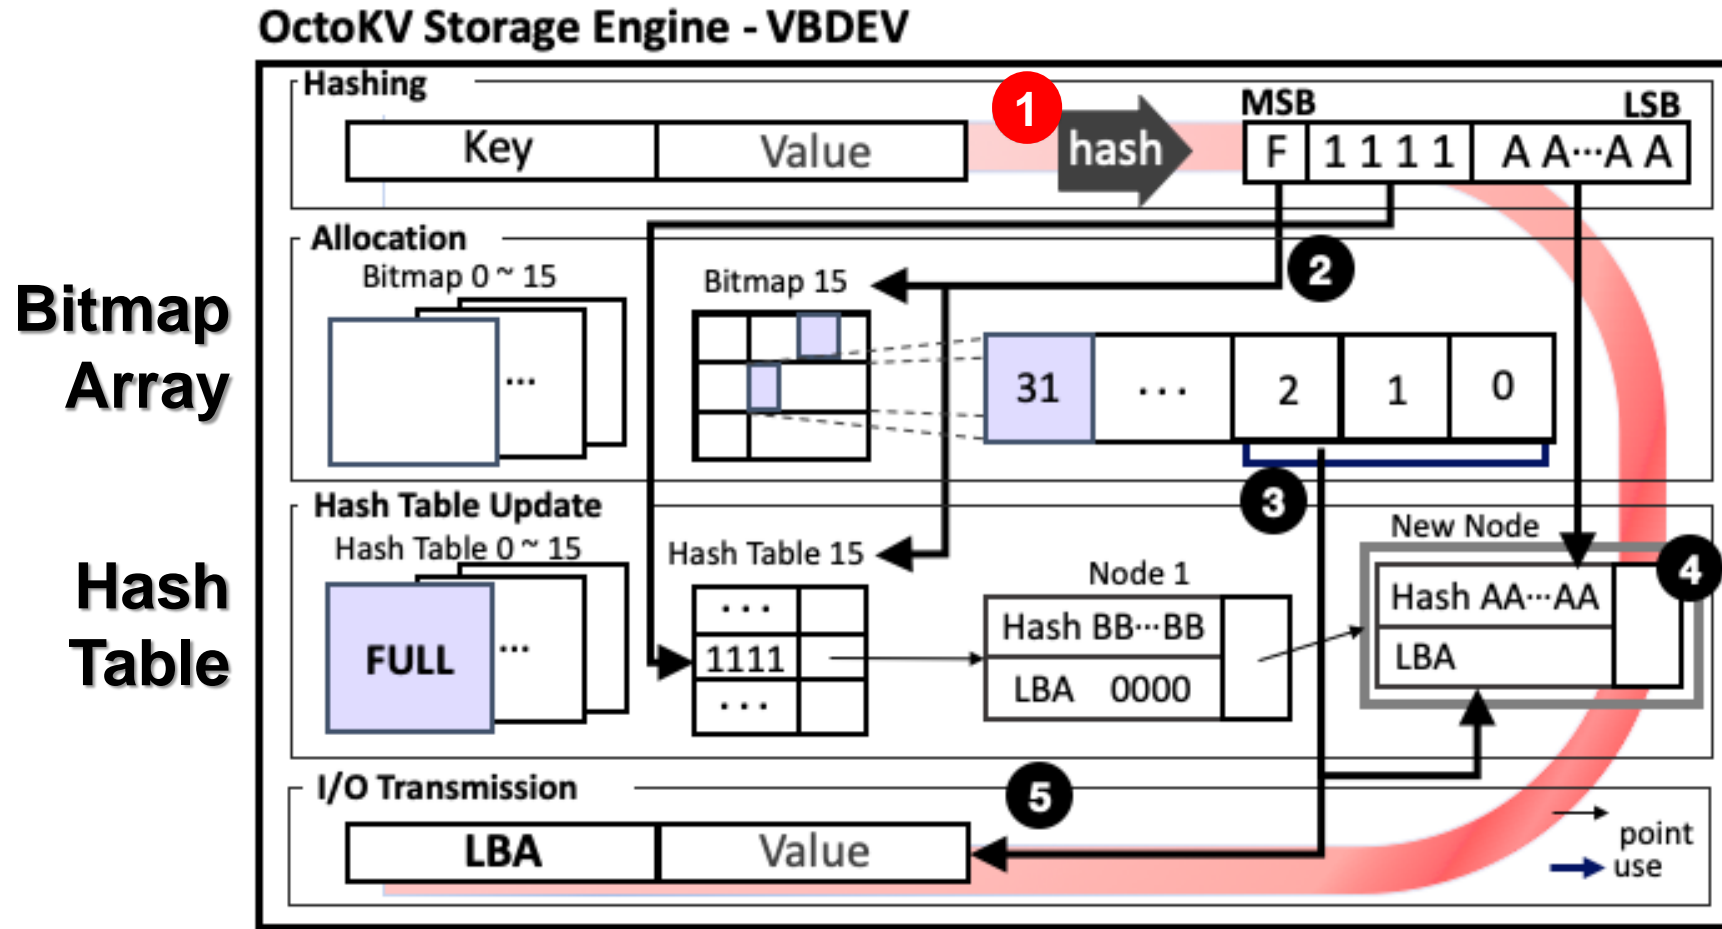 OctoKV Storage Engine - VBDEV
Hashing
1
MSB
LSB
Key
Value
hash
F
1 1 1 1
A A···A A
Allocation
Bitmap
Array
Bitmap 0 ~ 15
...
Bitmap 15
2
31
...
2
1
0
3
Hash Table Update
Hash
Table
Hash Table 0 ~ 15
FULL
...
Hash Table 15
...
1111
...
Node 1
Hash BB···BB
LBA 0000
New Node
4
Hash AA···AA
LBA
I/O Transmission
5
LBA
Value
point
use